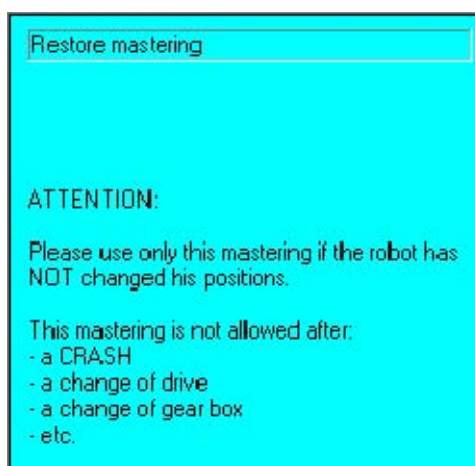 Restore mastering
ATTENTION:
Please use only this mastering if the robot has
NOT changed his positions.
This mastering is not allowed after:
- a CRASH
- a change of drive
- a change of gear box
- etc.